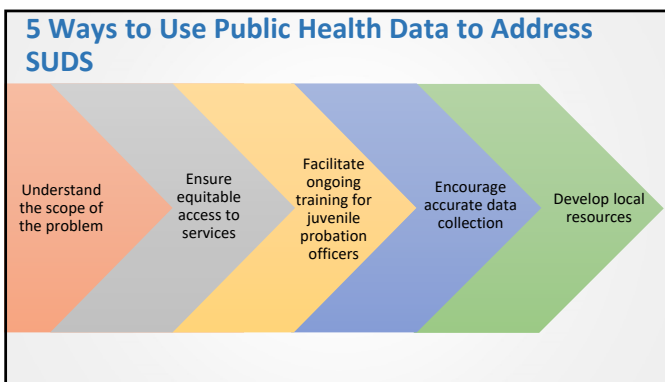 5 Ways to Use Public Health Data to Address
SUDS
Understand
the scope of
the problem
Ensure
equitable
access to
services
Facilitate
ongoing
training for
juvenile
probation
officers
Encourage
accurate data
collection
Develop local
resources